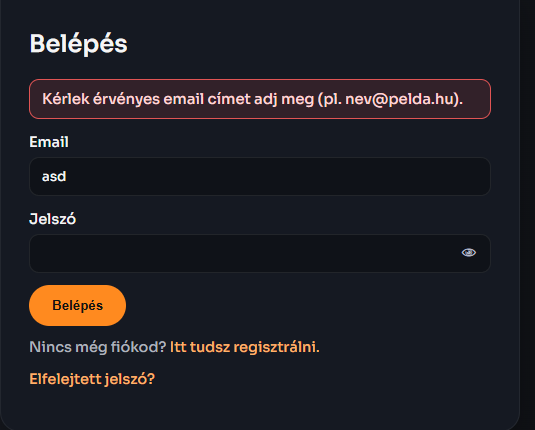 Belépés
Kérlek érvényes email címet adj meg (pl. nev@pelda.hu).
Email
asd
Jelszó
Belépés
Nincs még fiókod? Itt tudsz regisztrálni.
Elfelejtett jelszó?